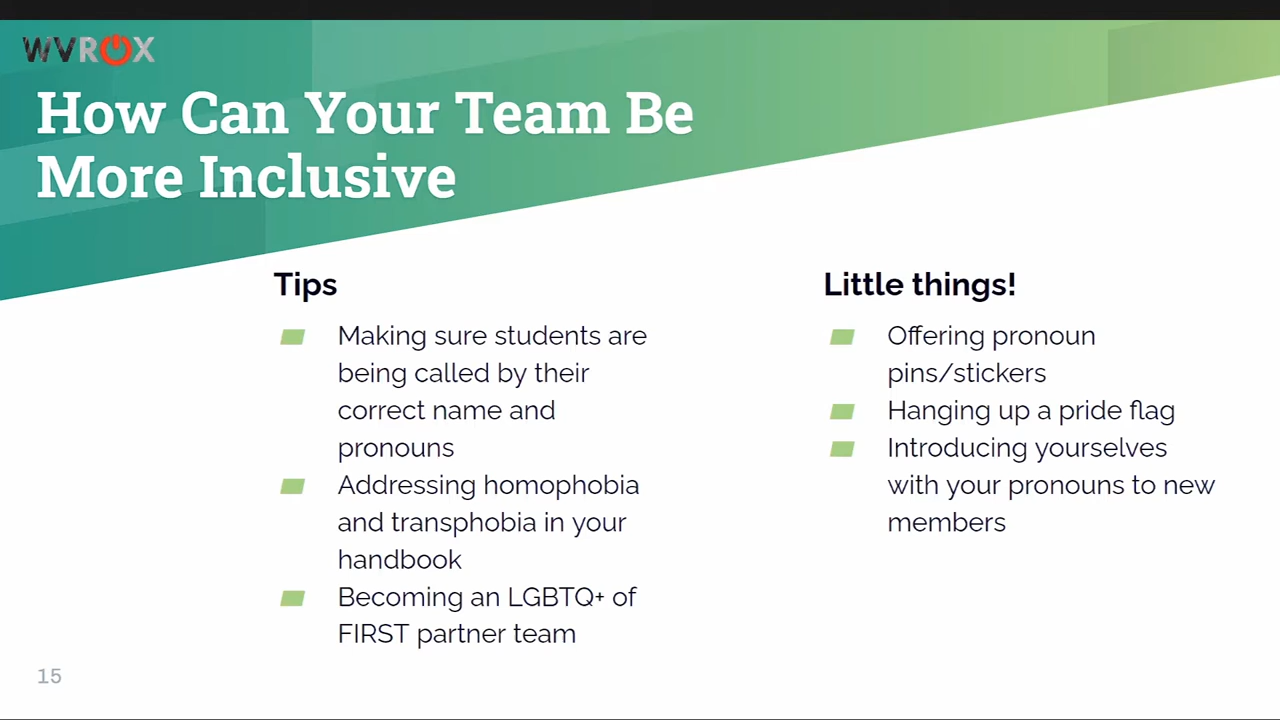 WVROX
How Can Your Team Be
More Inclusive
Tips
Making sure students are
being called by their
correct name and
pronouns
Addressing homophobia
and transphobia in your
handbook
Becoming an LGBTQ+ of
FIRST partner team
Little things!
Offering pronoun
pins/stickers
Hanging up a pride flag
Introducing yourselves
with your pronouns to new
members
15